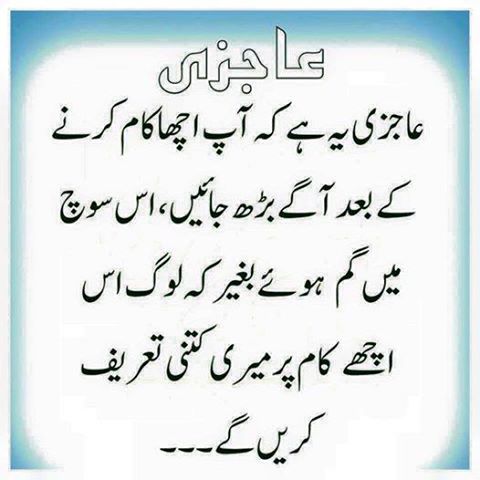 عاجزی
عاجزی یہ ہے کہ آپ اچھا کام کرنے
کے بعد آگے بڑھ جائیں، اس سوچ
میں گم ہوئے بغیر کہ لوگ اس
اچھے کام پر میری کتنی تعریف
کریں گے۔۔۔